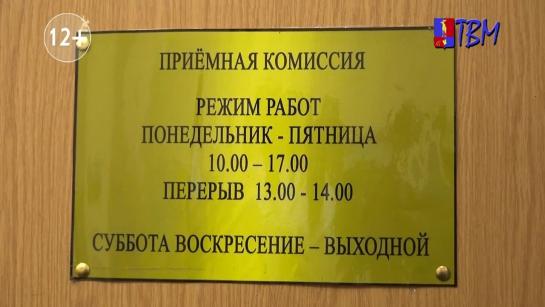 12+
ТВМ
ПРИЁМНАЯ КОМИССИЯ
РЕЖИМ РАБОТ
ПОНЕДЕЛЬНИК - ПЯТНИЦА
10.00 – 17.00
ПЕРЕРЫВ 13.00 - 14.00
СУББОТА ВОСКРЕСЕНИЕ – ВЫХОДНОЙ